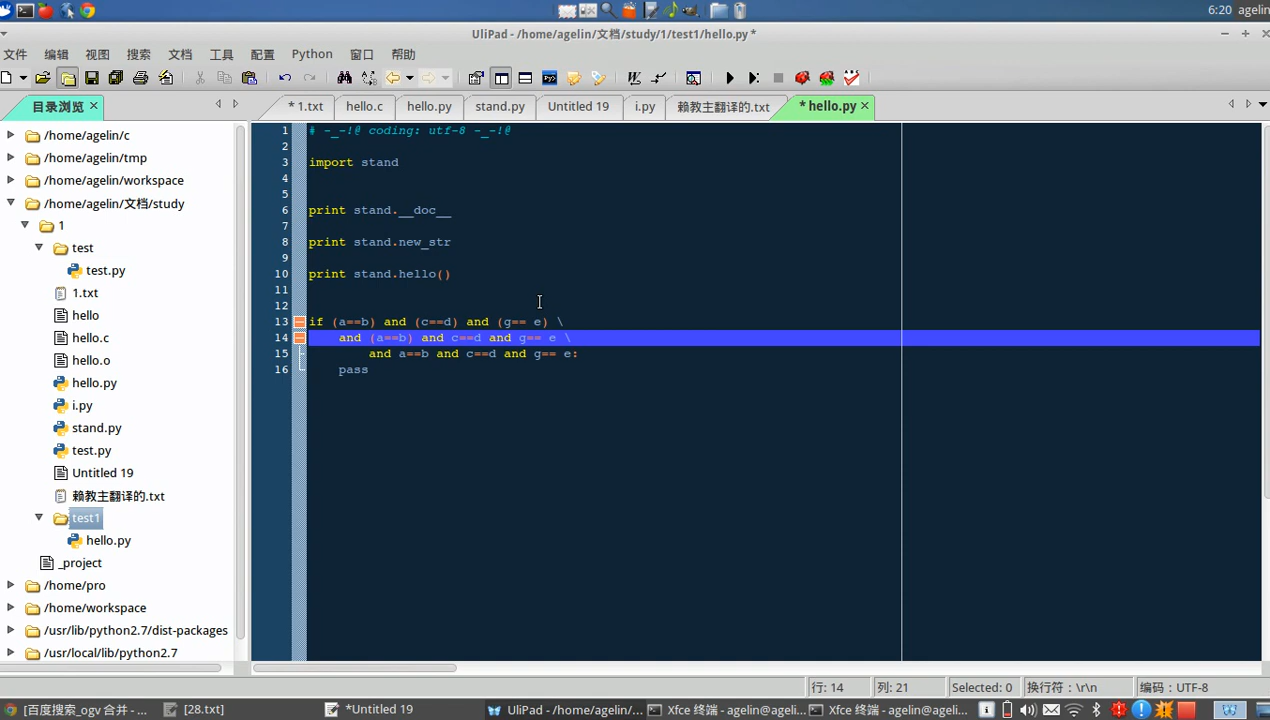 6:20 agelin
UliPad - /home/agelin/文档/study/1/test1/hello.py *
文件 编辑 视图 搜索 文档 工具 配置 Python 窗口 帮助
目录浏览
* 1.txt hello.c hello.py stand.py Untitled 19 i.py 赖教主翻译的.txt * hello.py
/home/agelin/c
/home/agelin/tmp
/home/agelin/workspace
/home/agelin/文档/study
1
test
test.py
1.txt
hello
hello.c
hello.o
hello.py
i.py
stand.py
test.py
Untitled 19
赖教主翻译的.txt
test1
hello.py
_project
/home/pro
/home/workspace
/usr/lib/python2.7/dist-packages
/usr/local/lib/python2.7
1 # -_-!@ coding: utf-8 -_-!@
2
3 import stand
4
5
6 print stand.__doc__
7
8 print stand.new_str
9
10 print stand.hello()
11
12
13 if (a==b) and (c==d) and (g== e) \
14 and (a==b) and c==d and g== e \
15 and a==b and c==d and g== e:
16 pass
行: 14 列: 21 Selected: 0 换行符：\r\n 编码：UTF-8
[百度搜索_ogv 合并 - ... [28.txt] *Untitled 19 UliPad - /home/agelin/... Xfce 终端 - agelin@ageli... Xfce 终端 - agelin@ageli...